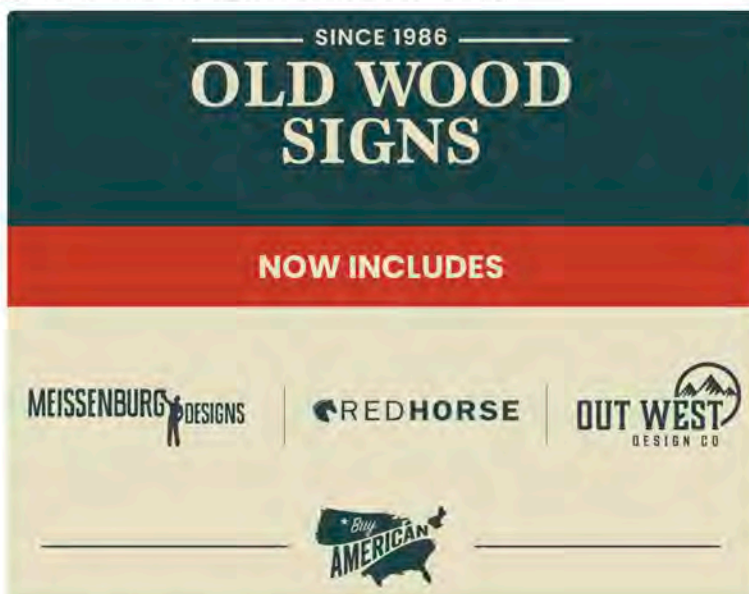 SINCE 1986
OLD WOOD
SIGNS
NOW INCLUDES
MEISSENBURG DESIGNS
REDHORSE
OUT WEST
DESIGN CO
Buy
AMERICAN